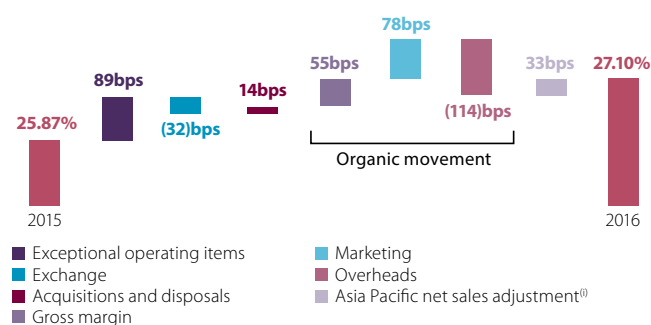 78bps
89bps
55bps
33bps
27.10%
14bps
25.87%
(32)bps
(114)bps
Organic movement
2015
2016
Exceptional operating items
Exchange
Acquisitions and disposals
Gross margin
Marketing
Overheads
Asia Pacific net sales adjustment(i)